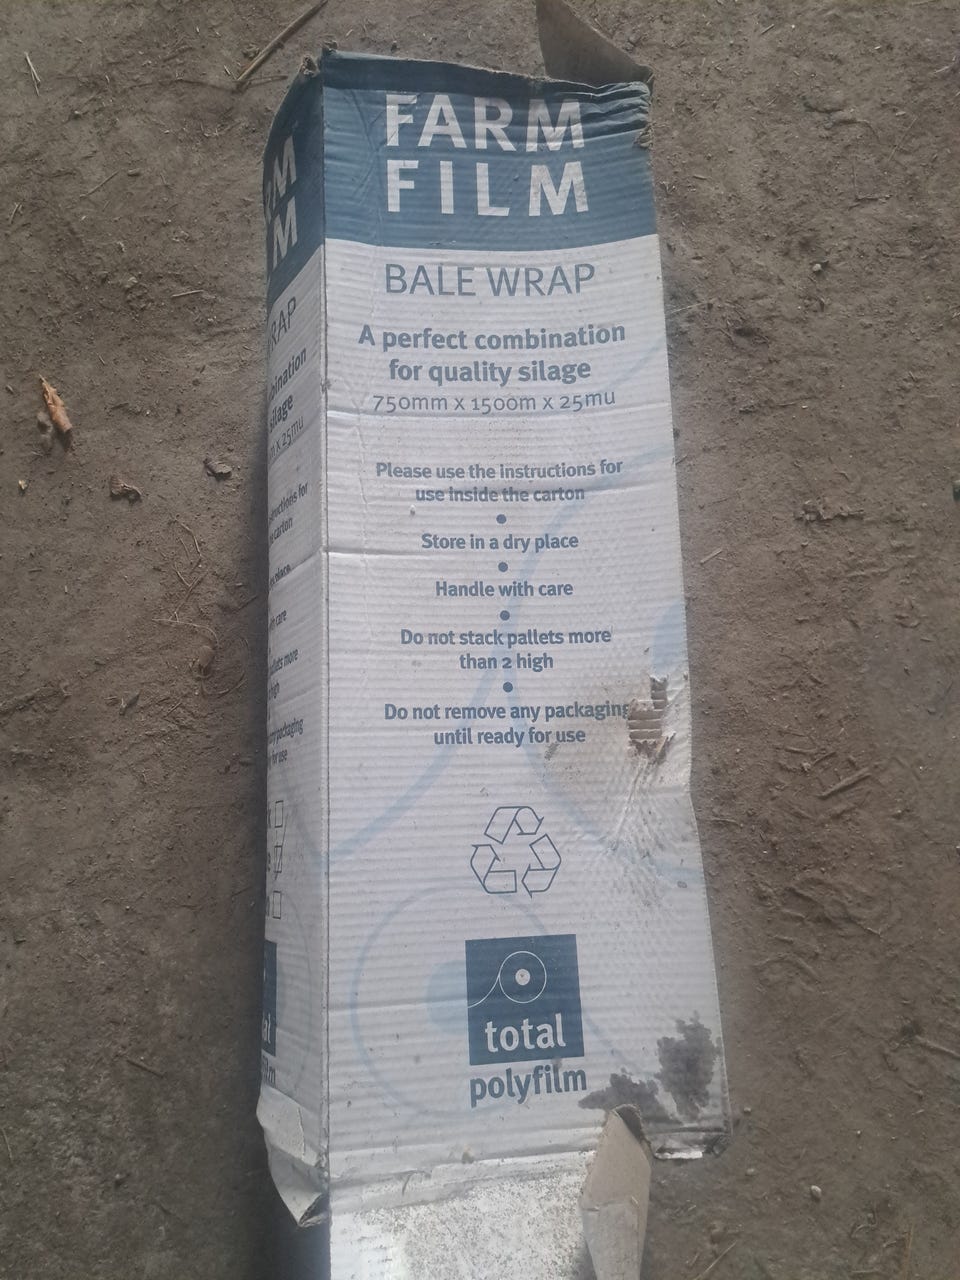 FARM
FILM
BALE WRAP
A perfect combination
for quality silage
750mm x 1500m x 25mu
Please use the instructions for
use inside the carton
•
Store in a dry place
•
Handle with care
•
Do not stack pallets more
than 2 high
•
Do not remove any packaging
until ready for use
total
polyfilm